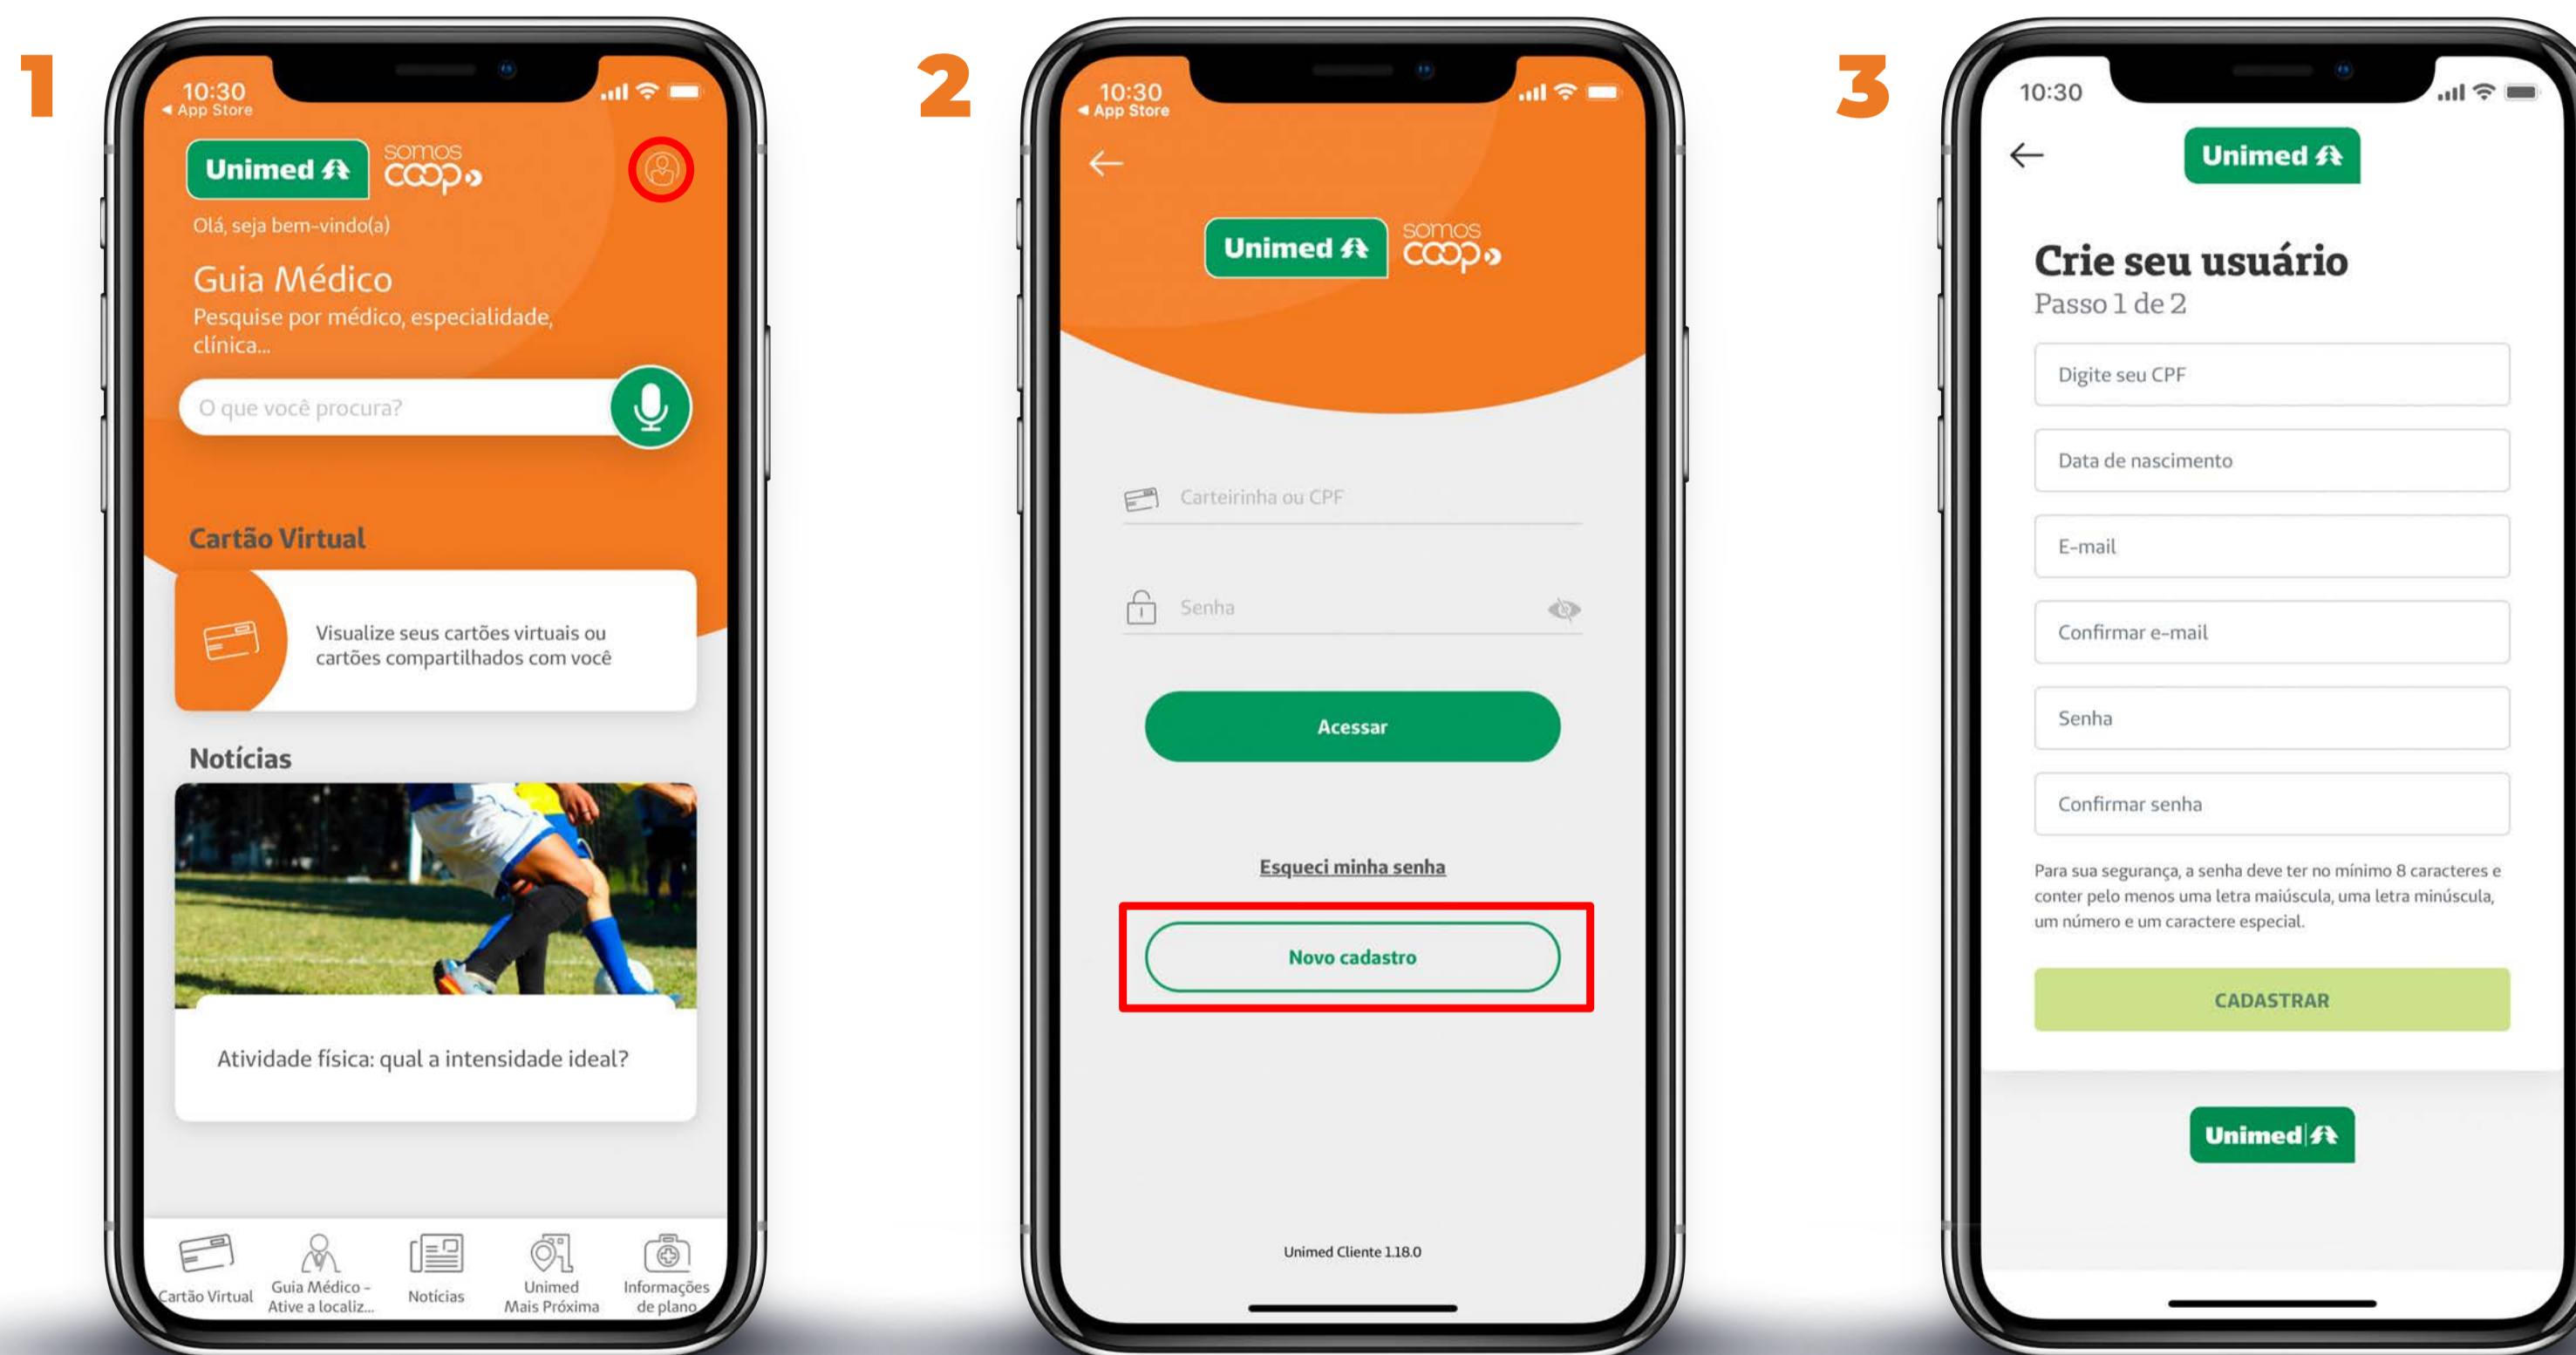 1
10:30
◄ App Store
Unimed
somos
coop
Olá, seja bem-vindo(a)
Guia Médico
Pesquise por médico, especialidade,
clínica...
O que você procura?
Cartão Virtual
Visualize seus cartões virtuais ou
cartões compartilhados com você
Notícias
Atividade física: qual a intensidade ideal?
Cartão Virtual
Guia Médico -
Ative a localiz...
Notícias
Unimed
Mais Próxima
Informações
de plano
2
10:30
◄ App Store
Unimed
somos
coop
Carteirinha ou CPF
Senha
Acessar
Esqueci minha senha
Novo cadastro
Unimed Cliente 1.18.0
3
10:30
Unimed
Crie seu usuário
Passo 1 de 2
Digite seu CPF
Data de nascimento
E-mail
Confirmar e-mail
Senha
Confirmar senha
Para sua segurança, a senha deve ter no mínimo 8 caracteres e
conter pelo menos uma letra maiúscula, uma letra minúscula,
um número e um caractere especial.
CADASTRAR
Unimed